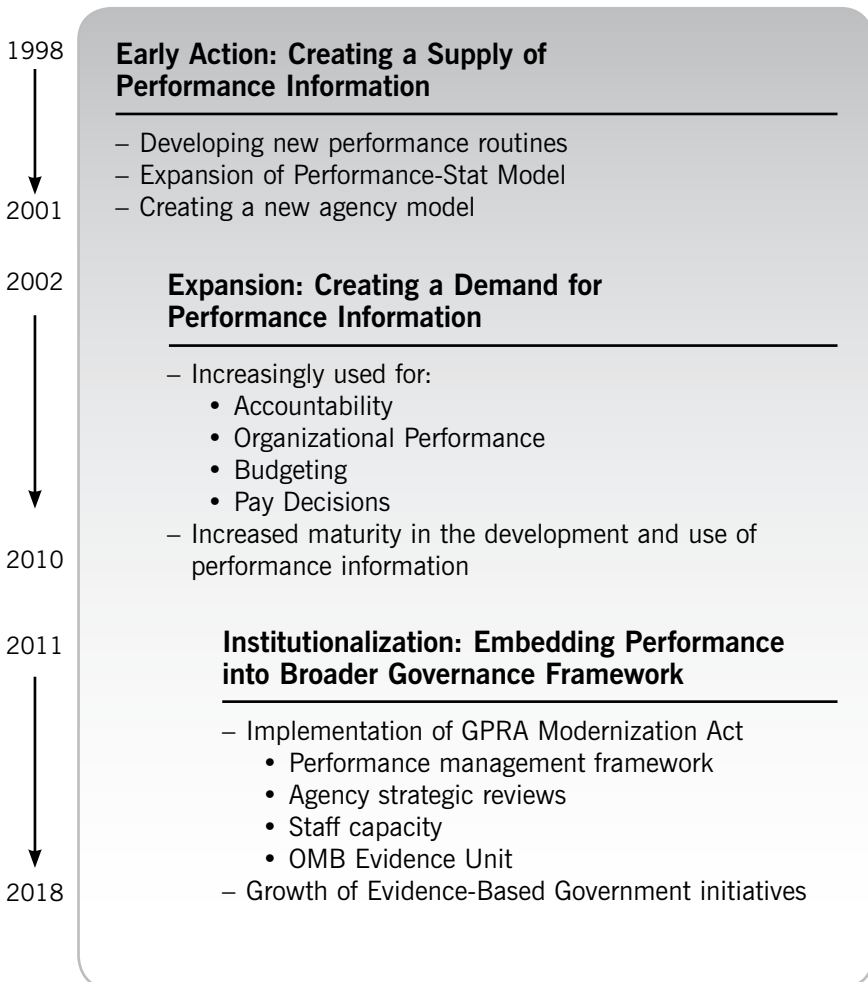 1998
Early Action: Creating a Supply of
Performance Information
– Developing new performance routines
– Expansion of Performance-Stat Model
2001
– Creating a new agency model
2002
Expansion: Creating a Demand for
Performance Information
– Increasingly used for:
• Accountability
• Organizational Performance
• Budgeting
• Pay Decisions
– Increased maturity in the development and use of
2010
performance information
2011
Institutionalization: Embedding Performance
into Broader Governance Framework
– Implementation of GPRA Modernization Act
• Performance management framework
• Agency strategic reviews
• Staff capacity
• OMB Evidence Unit
2018
– Growth of Evidence-Based Government initiatives